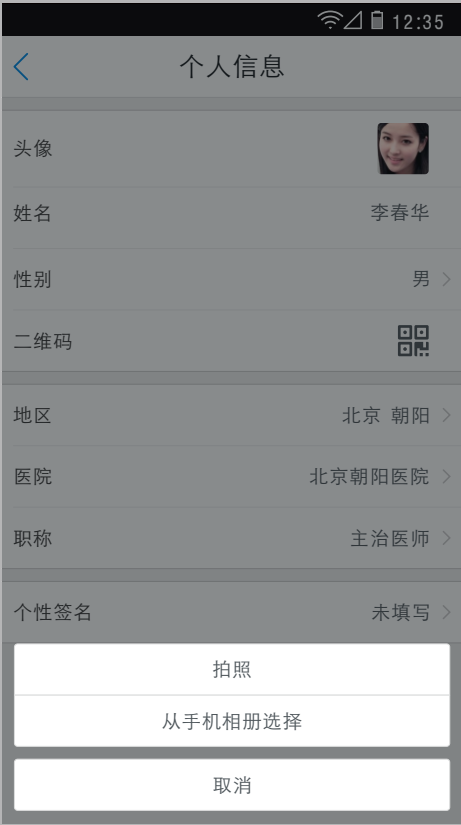 12:35
个人信息
头像
姓名 李春华
性别 男
二维码
地区 北京 朝阳
医院 北京朝阳医院
职称 主治医师
个性签名 未填写
拍照
从手机相册选择
取消